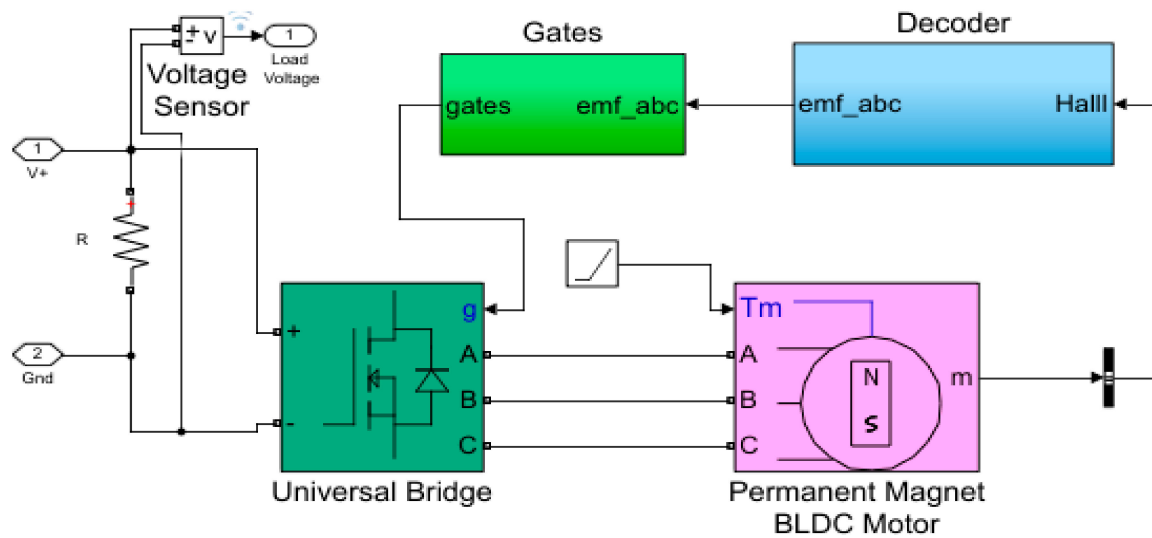 +
-
v
1
Load
Voltage
Voltage
Sensor
Gates
gates
emf_abc
Decoder
emf_abc
Halll
1
V+
R
2
Gnd
+
-
g
A
B
C
Universal Bridge
Tm
A
B
C
N
S
m
Permanent Magnet
BLDC Motor